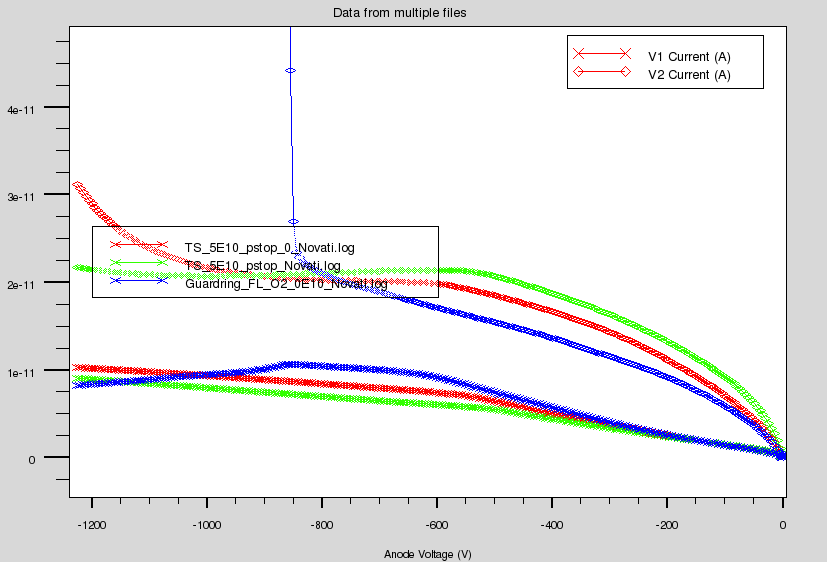 Data from multiple files
V1 Current (A)
V2 Current (A)
4e-11
3e-11
TS_5E10_pstop_0_Novati.log
TS_5E10_pstop_Novati.log
Guardring_FL_O2_0E10_Novati.log
2e-11
1e-11
0
-1200 -1000 -800 -600 -400 -200 0
Anode Voltage (V)